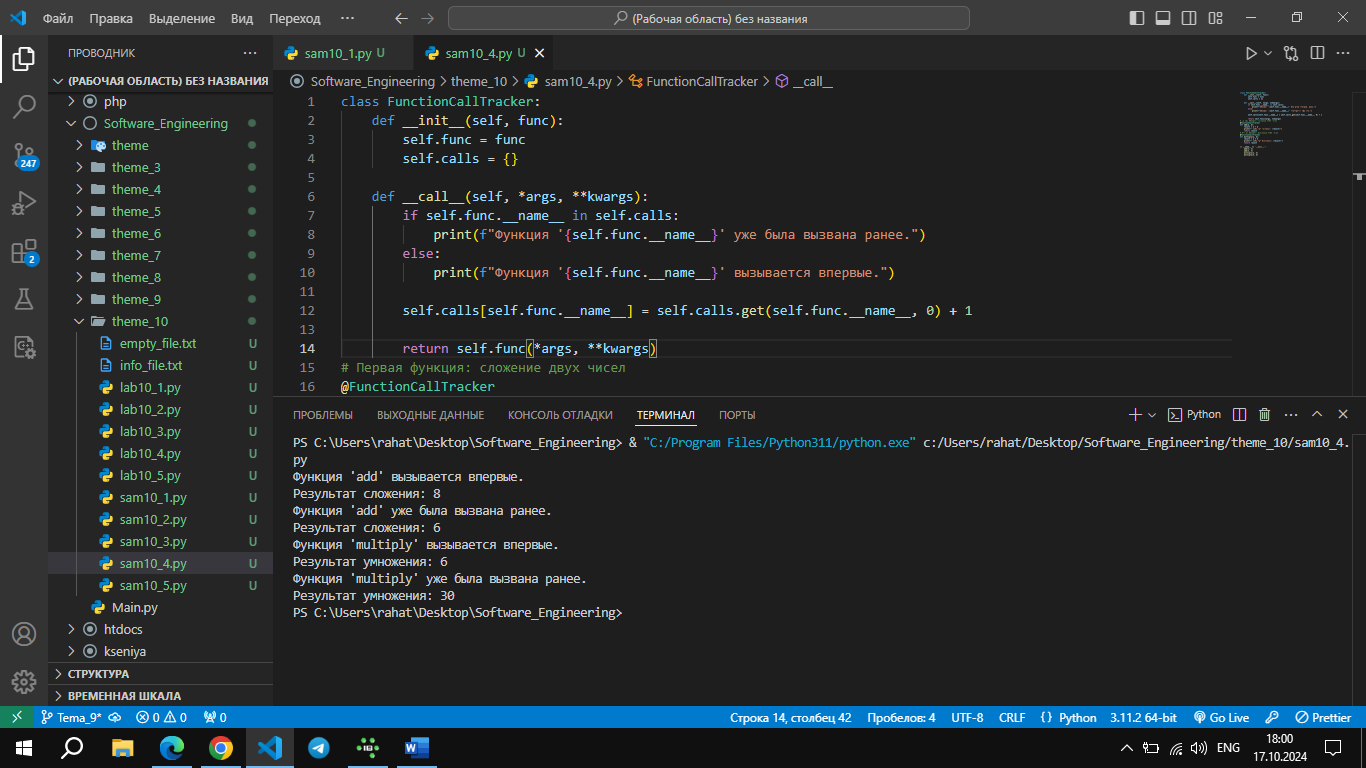 Файл Правка Выделение Вид Переход ··· (Рабочая область) без названия
ПРОВОДНИК ···
(РАБОЧАЯ ОБЛАСТЬ) БЕЗ НАЗВАНИЯ
php
Software_Engineering
theme
theme_3
theme_4
theme_5
theme_6
theme_7
theme_8
theme_9
theme_10
empty_file.txt U
info_file.txt U
lab10_1.py U
lab10_2.py U
lab10_3.py U
lab10_4.py U
lab10_5.py U
sam10_1.py U
sam10_2.py U
sam10_3.py U
sam10_4.py U
sam10_5.py U
Main.py
htdocs
kseniya
СТРУКТУРА
ВРЕМЕННАЯ ШКАЛА
247
2
sam10_1.py U sam10_4.py U
Software_Engineering > theme_10 > sam10_4.py > FunctionCallTracker > __call__
1 class FunctionCallTracker:
2 def __init__(self, func):
3 self.func = func
4 self.calls = {}
5
6 def __call__(self, *args, **kwargs):
7 if self.func.__name__ in self.calls:
8 print(f"Функция '{self.func.__name__}' уже была вызвана ранее.")
9 else:
10 print(f"Функция '{self.func.__name__}' вызывается впервые.")
11
12 self.calls[self.func.__name__] = self.calls.get(self.func.__name__, 0) + 1
13
14 return self.func(*args, **kwargs)
15 # Первая функция: сложение двух чисел
16 @FunctionCallTracker
ПРОБЛЕМЫ ВЫХОДНЫЕ ДАННЫЕ КОНСОЛЬ ОТЛАДКИ ТЕРМИНАЛ ПОРТЫ Python ···
PS C:\Users\rahat\Desktop\Software_Engineering> & "C:/Program Files/Python311/python.exe" c:/Users/rahat/Desktop/Software_Engineering/theme_10/sam10_4.
py
Функция 'add' вызывается впервые.
Результат сложения: 8
Функция 'add' уже была вызвана ранее.
Результат сложения: 6
Функция 'multiply' вызывается впервые.
Результат умножения: 6
Функция 'multiply' уже была вызвана ранее.
Результат умножения: 30
PS C:\Users\rahat\Desktop\Software_Engineering>
Tema_9* 0 0 0 Строка 14, столбец 42 Пробелов: 4 UTF-8 CRLF {} Python 3.11.2 64-bit Go Live Prettier
ENG 18:00
17.10.2024